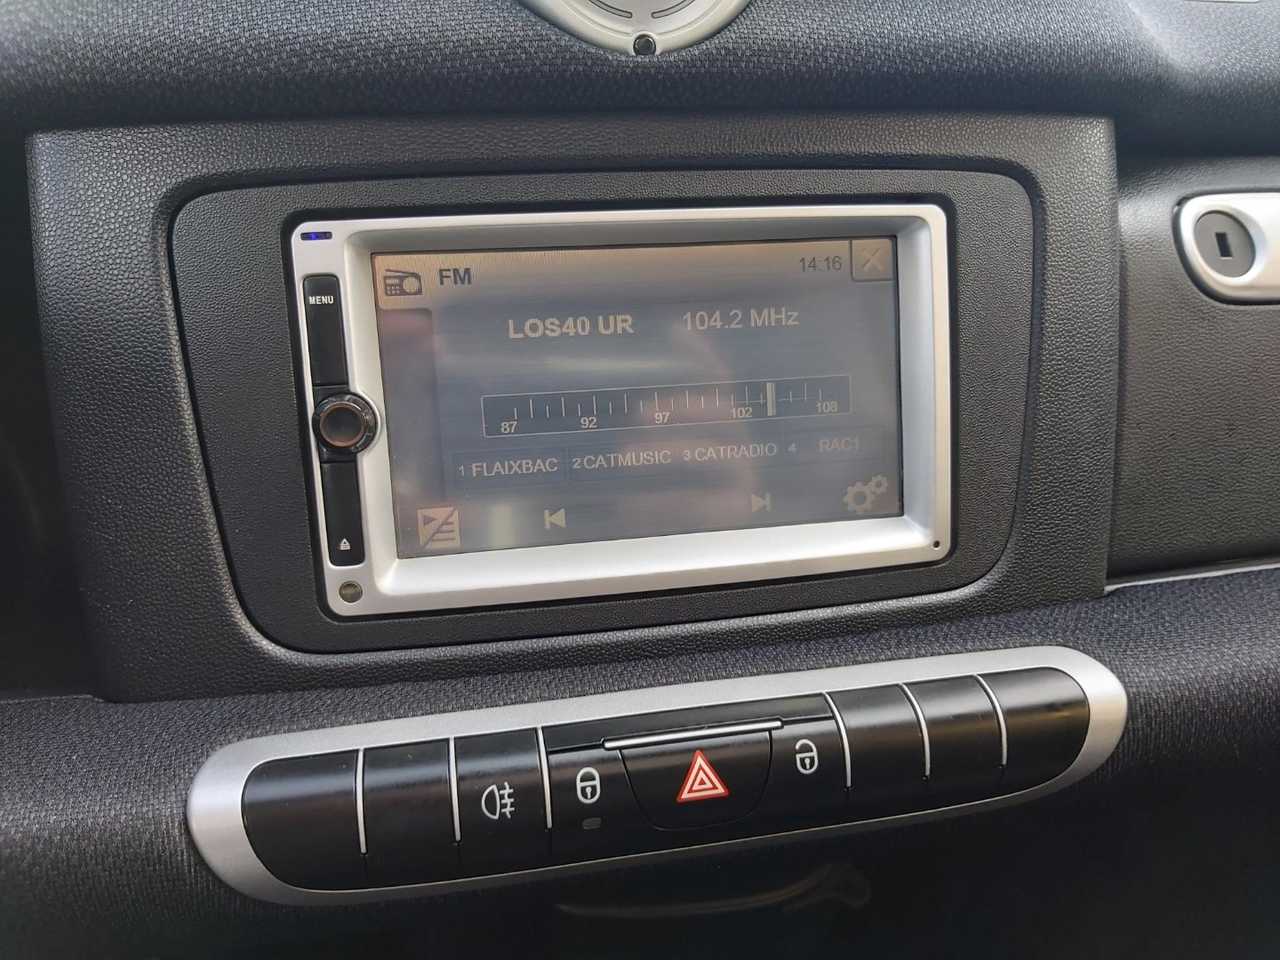 FM 14:16
MENU
LOS40 UR 104.2 MHz
87 92 97 102 108
1 FLAIXBAC 2 CATMUSIC 3 CATRADIO 4 RAC1